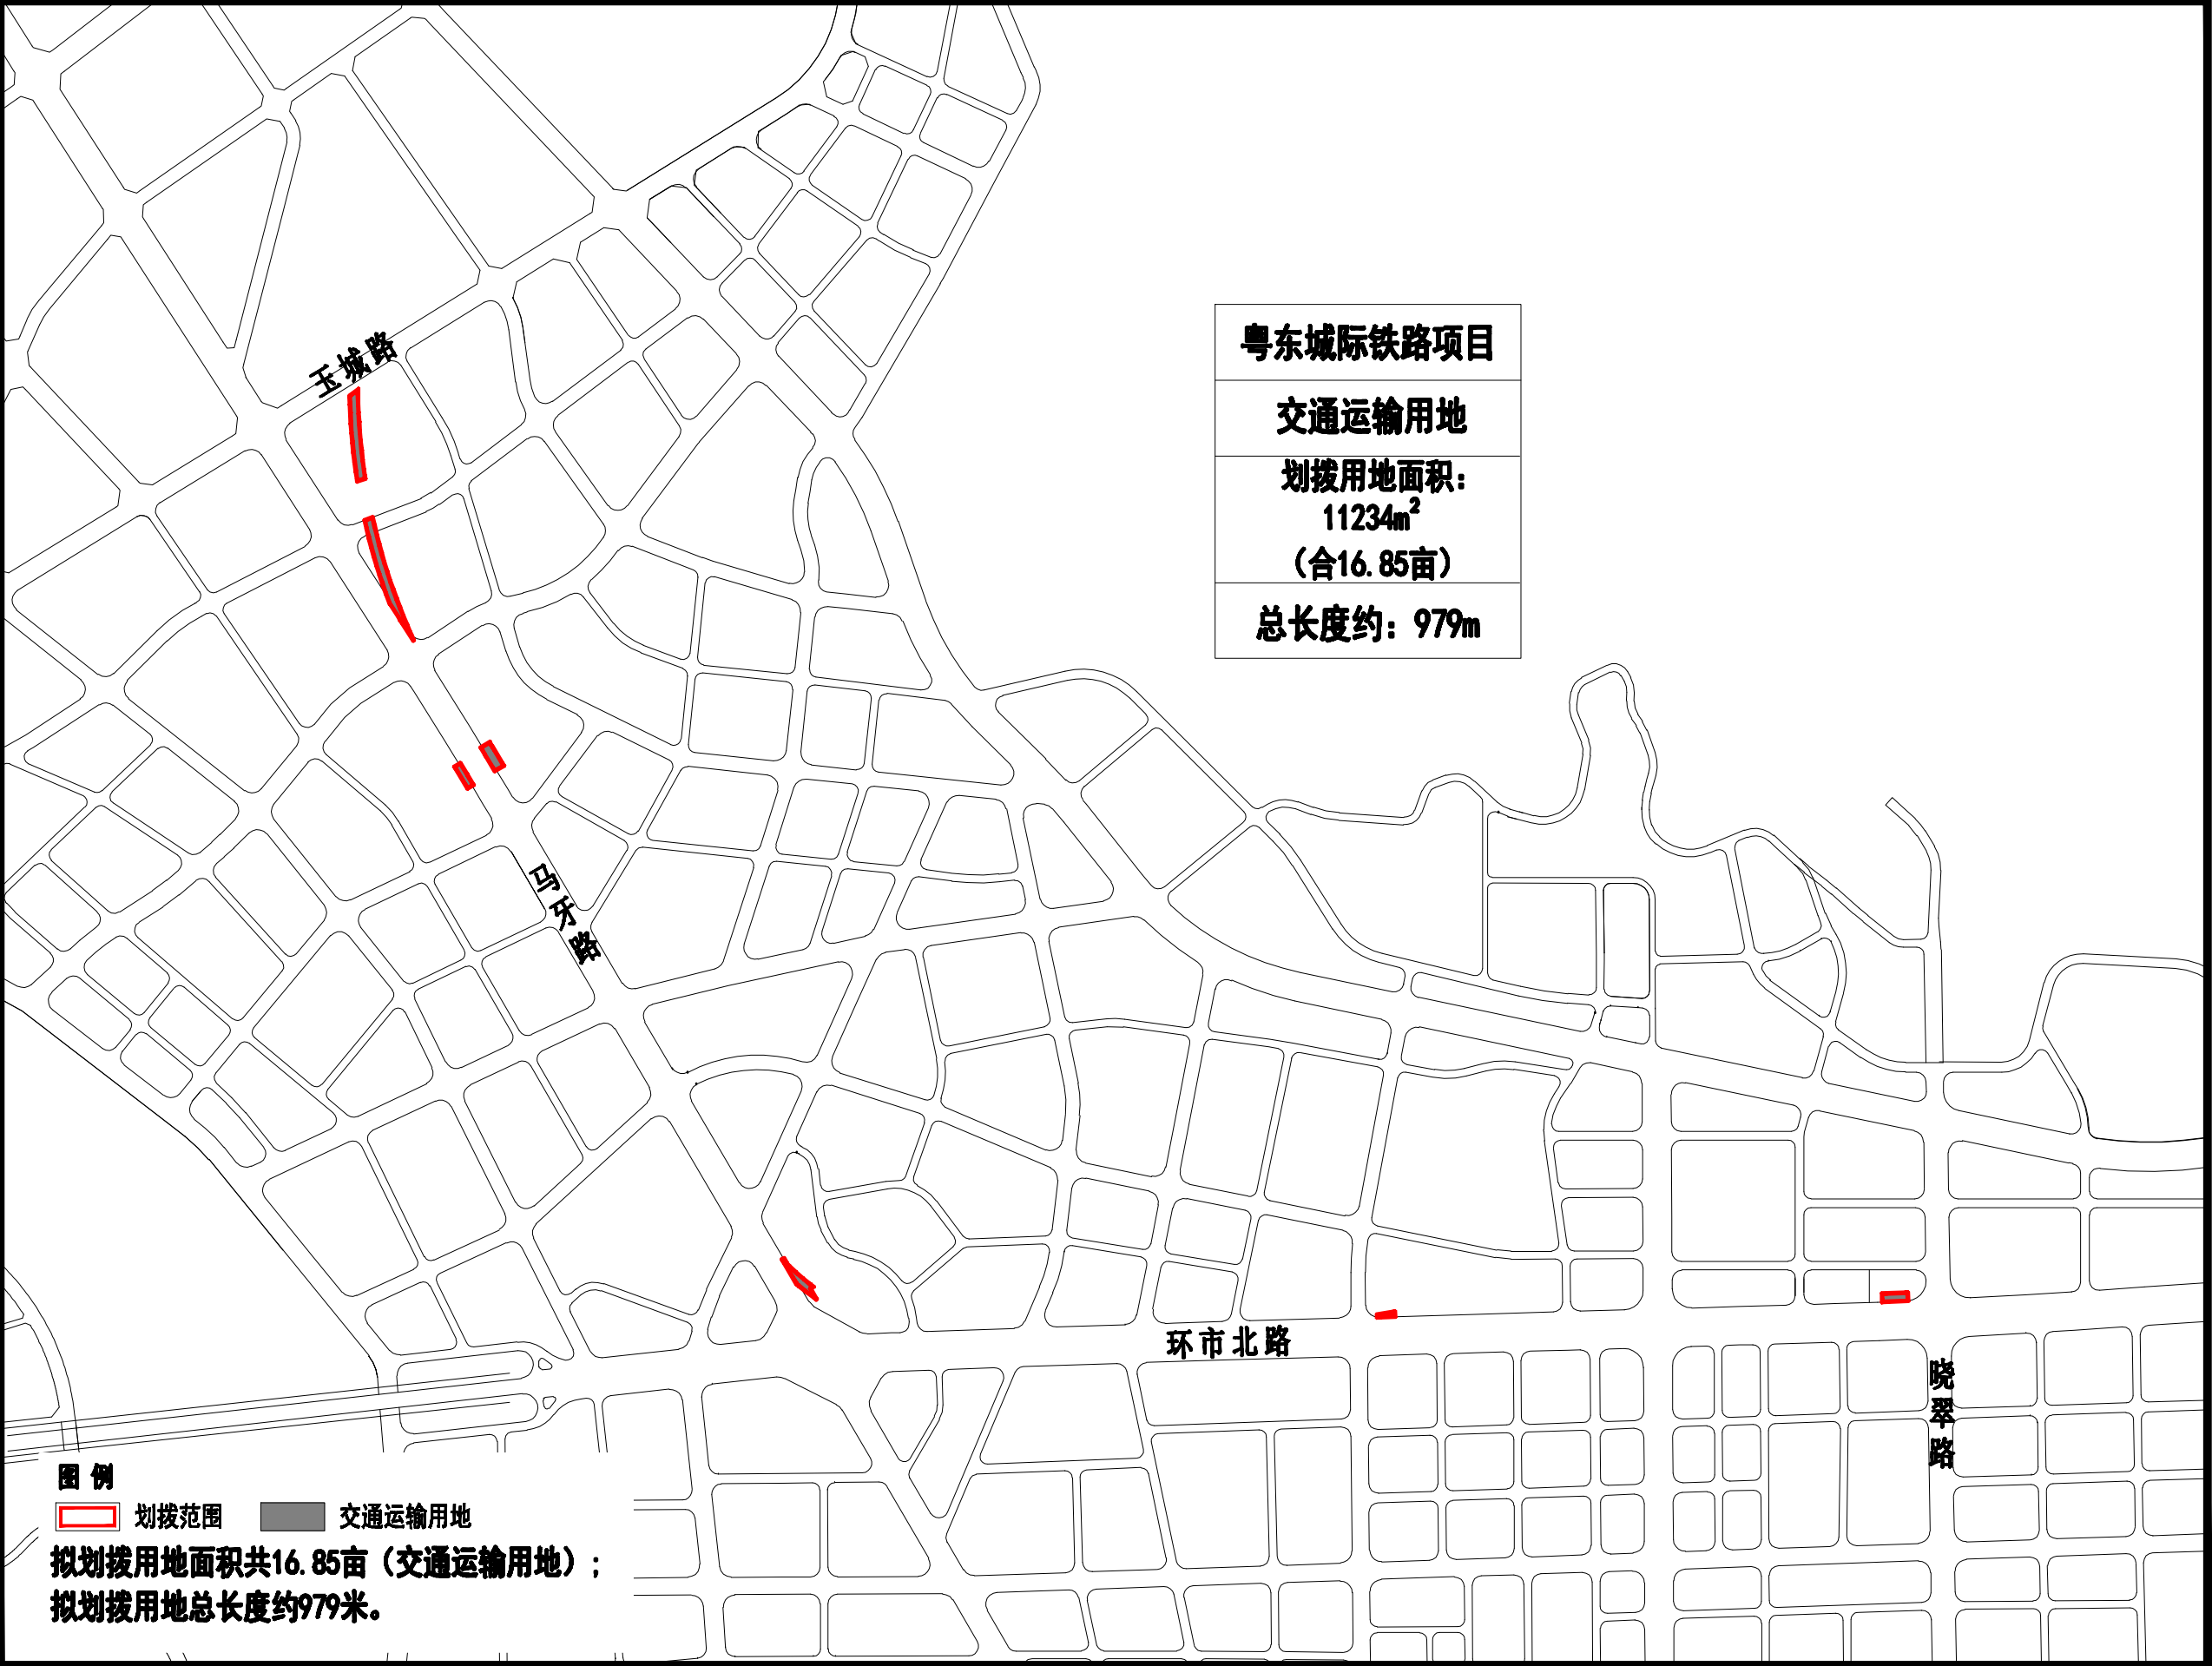 玉城路
粤东城际铁路项目
交通运输用地
划拨用地面积：
11234m²
（合16.85亩）
总长度约：979m
马牙路
环市北路
晓翠路
图例
划拨范围
交通运输用地
拟划拨用地面积共16.85亩（交通运输用地）；
拟划拨用地总长度约979米。